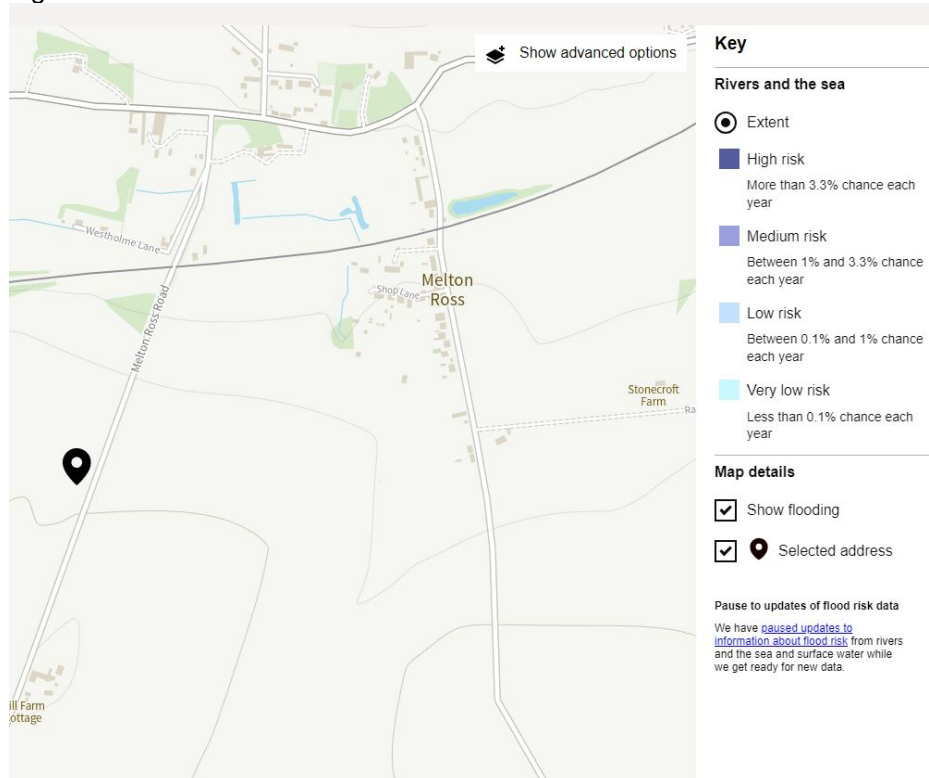 Show advanced options
Westholme Lane
Melton Ross Road
Shop Lane
Melton
Ross
Stonecroft
Farm
Ra
ill Farm
ottage
Key
Rivers and the sea
Extent
High risk
More than 3.3% chance each
year
Medium risk
Between 1% and 3.3% chance
each year
Low risk
Between 0.1% and 1% chance
each year
Very low risk
Less than 0.1% chance each
year
Map details
Show flooding
Selected address
Pause to updates of flood risk data
We have paused updates to
information about flood risk from rivers
and the sea and surface water while
we get ready for new data.